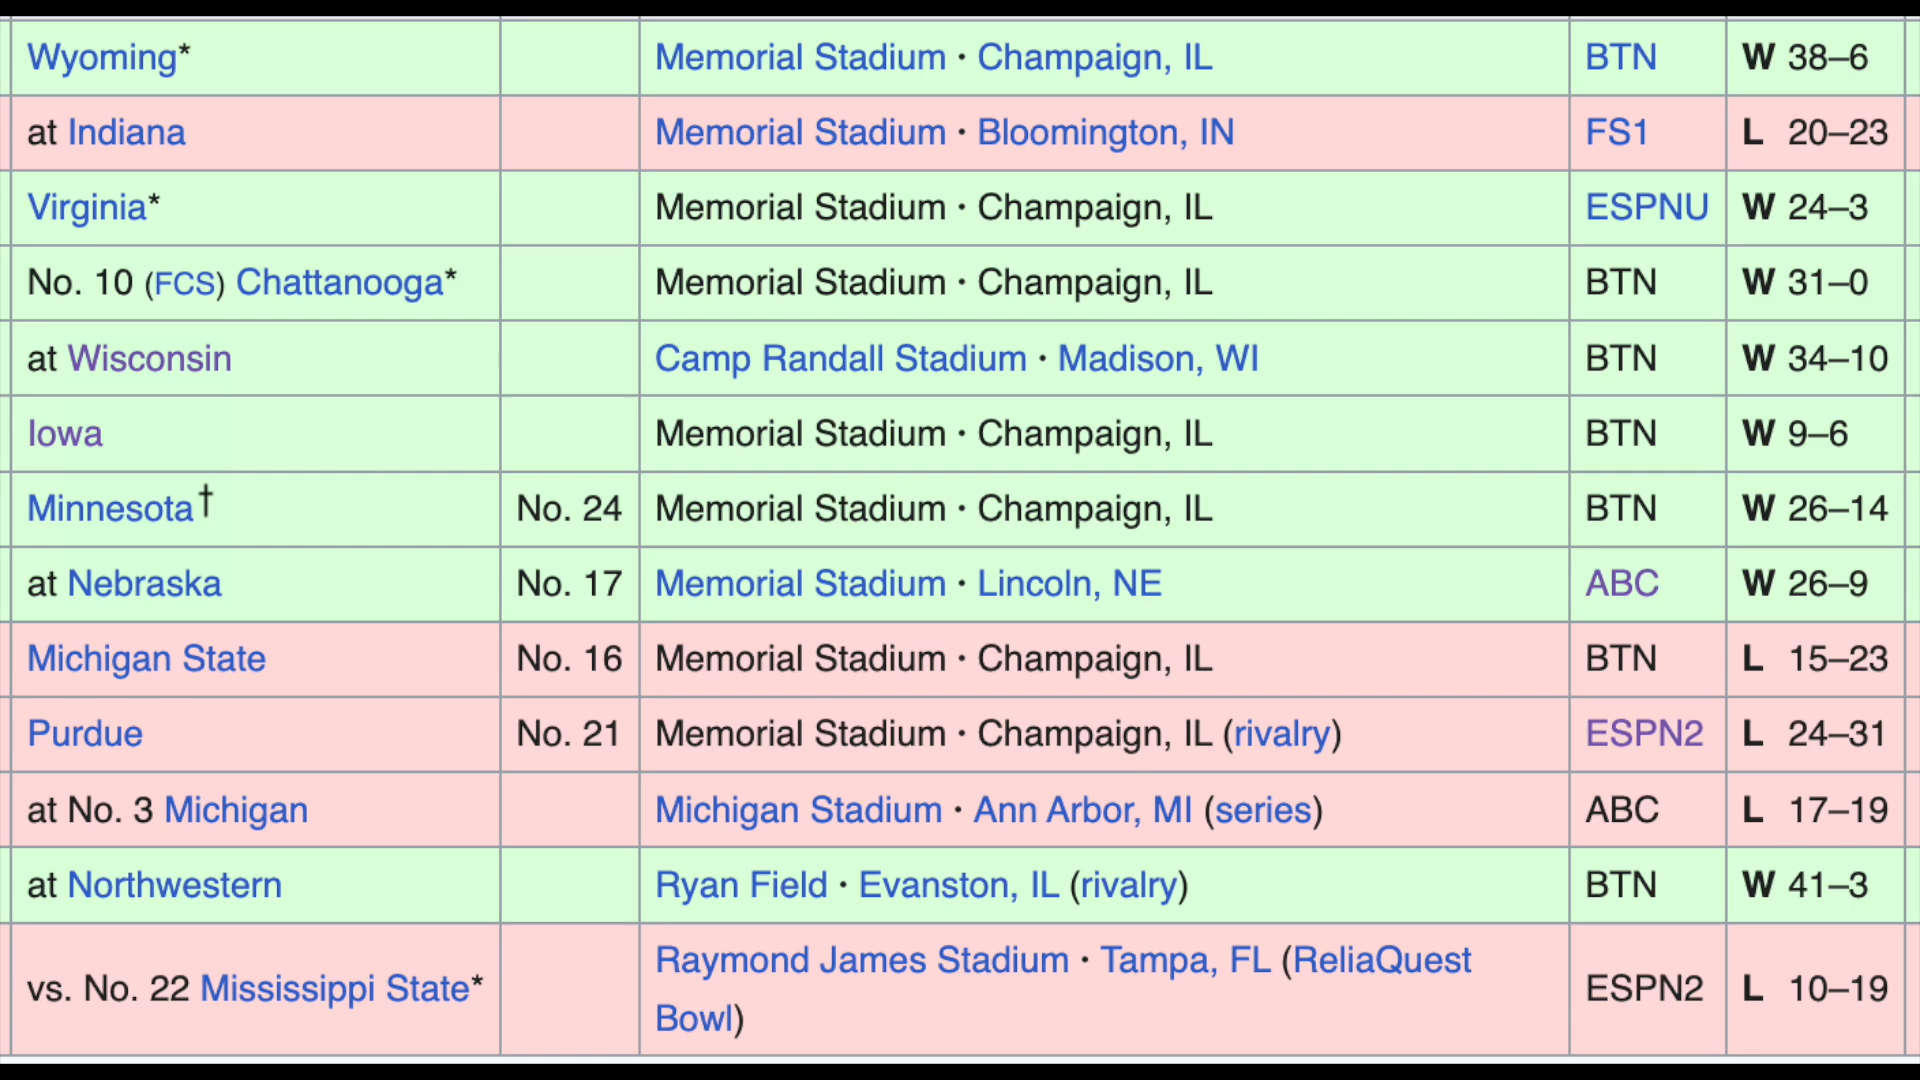 Wyoming* Memorial Stadium · Champaign, IL BTN W 38–6
at Indiana Memorial Stadium · Bloomington, IN FS1 L 20–23
Virginia* Memorial Stadium · Champaign, IL ESPNU W 24–3
No. 10 (FCS) Chattanooga* Memorial Stadium · Champaign, IL BTN W 31–0
at Wisconsin Camp Randall Stadium · Madison, WI BTN W 34–10
Iowa Memorial Stadium · Champaign, IL BTN W 9–6
Minnesota† No. 24 Memorial Stadium · Champaign, IL BTN W 26–14
at Nebraska No. 17 Memorial Stadium · Lincoln, NE ABC W 26–9
Michigan State No. 16 Memorial Stadium · Champaign, IL BTN L 15–23
Purdue No. 21 Memorial Stadium · Champaign, IL (rivalry) ESPN2 L 24–31
at No. 3 Michigan Michigan Stadium · Ann Arbor, MI (series) ABC L 17–19
at Northwestern Ryan Field · Evanston, IL (rivalry) BTN W 41–3
vs. No. 22 Mississippi State* Raymond James Stadium · Tampa, FL (ReliaQuest
Bowl) ESPN2 L 10–19